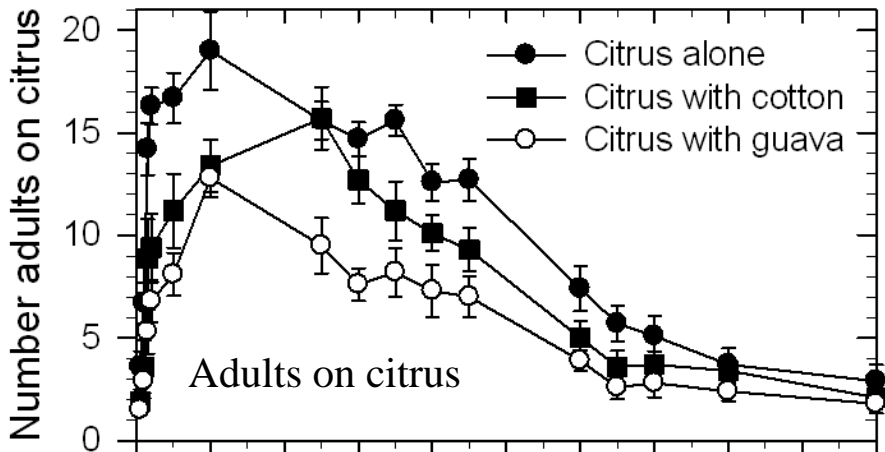 Number adults on citrus
20
15
10
5
0
Citrus alone
Citrus with cotton
Citrus with guava
Adults on citrus